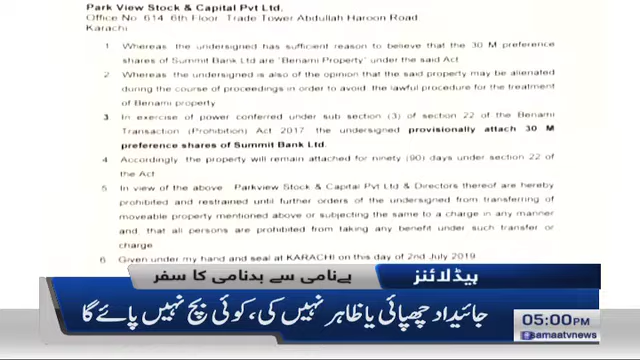 Park View Stock & Capital Pvt Ltd.
Office No 614 6th Floor Trade Tower Abdullah Haroon Road
Karachi
1 Whereas the undersigned has sufficient reason to believe that the 30 M preference
shares of Summit Bank Ltd are "Benami Property" under the said Act
2 Whereas the undersigned is also of the opinion that the said property may be alienated
during the course of proceedings in order to avoid the lawful procedure for the treatment
of Benami property
3 In exercise of power conferred under sub section (3) of section 22 of the Benami
Transaction (Prohibition) Act 2017 the undersigned provisionally attach 30 M
preference shares of Summit Bank Ltd.
4 Accordingly the property will remain attached for ninety (90) days under section 22 of
the Act
5 In view of the above Parkview Stock & Capital Pvt Ltd & Directors thereof are hereby
prohibited and restrained until further orders of the undersigned from transferring of
moveable property mentioned above or subjecting the same to a charge in any manner
and that all persons are prohibited from taking any benefit under such transfer or
charge
6 Given under my hand and seal at KARACHI on this day of 2nd July 2019
ہیڈلائنز
بے نامی سے بدنامی کا سفر
جائیداد چھپائی یا ظاہر نہیں کی، کوئی بچ نہیں پائے گا
05:00PM
samaatvnews